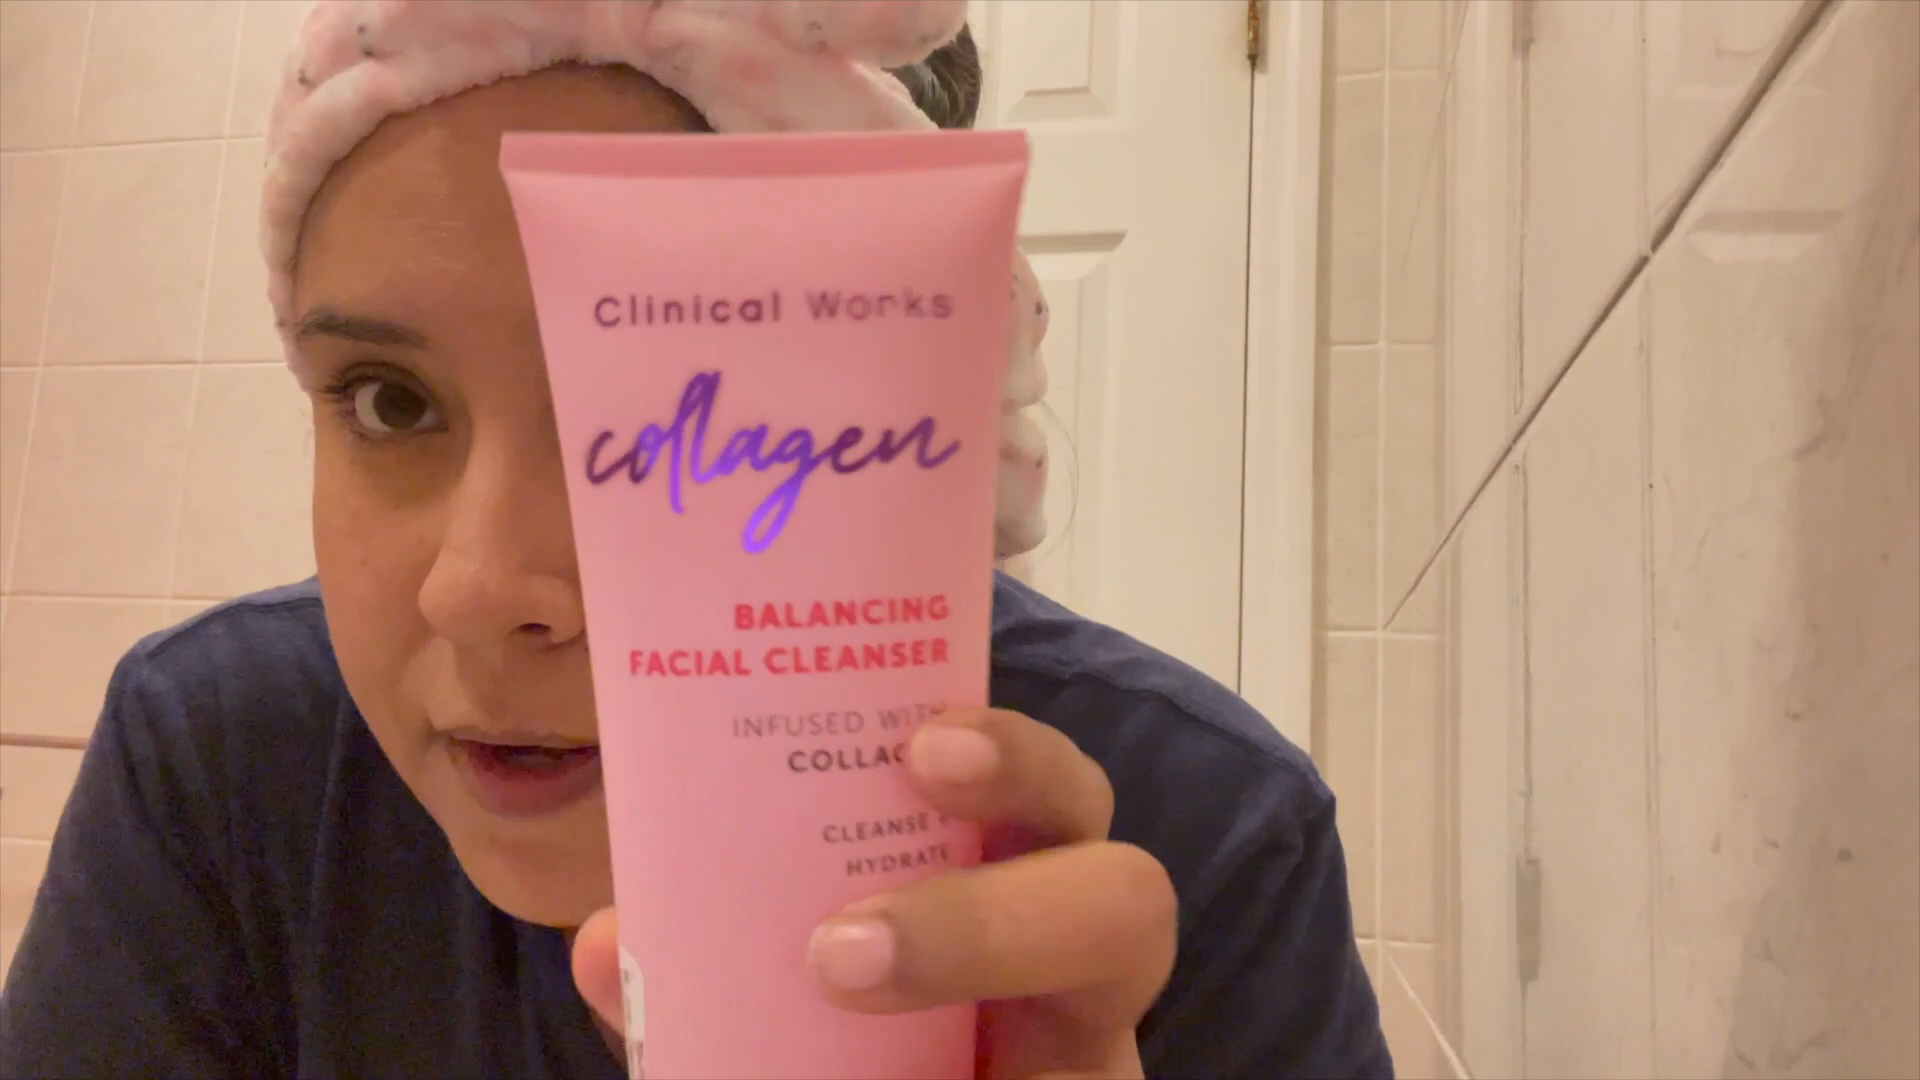 Clinical Works
collagen
BALANCING
FACIAL CLEANSER
INFUSED WITH
CLEANSE
HYDRATE